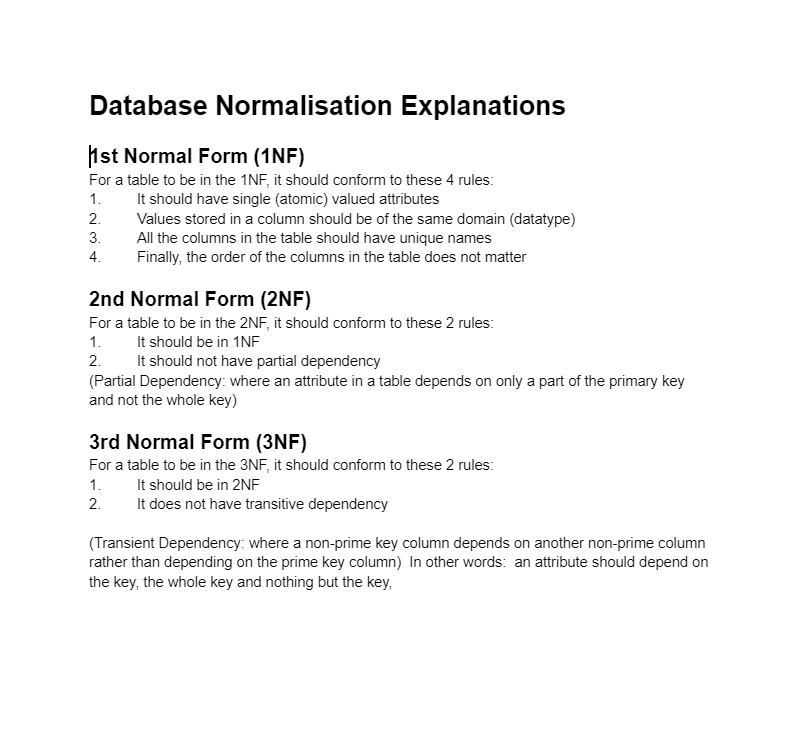 Database Normalisation Explanations
1st Normal Form (1NF)
For a table to be in the 1NF, it should conform to these 4 rules:
1. It should have single (atomic) valued attributes
2. Values stored in a column should be of the same domain (datatype)
3. All the columns in the table should have unique names
4. Finally, the order of the columns in the table does not matter
2nd Normal Form (2NF)
For a table to be in the 2NF, it should conform to these 2 rules:
1. It should be in 1NF
2. It should not have partial dependency
(Partial Dependency: where an attribute in a table depends on only a part of the primary key
and not the whole key)
3rd Normal Form (3NF)
For a table to be in the 3NF, it should conform to these 2 rules:
1. It should be in 2NF
2. It does not have transitive dependency
(Transient Dependency: where a non-prime key column depends on another non-prime column
rather than depending on the prime key column)  In other words:  an attribute should depend on
the key, the whole key and nothing but the key,